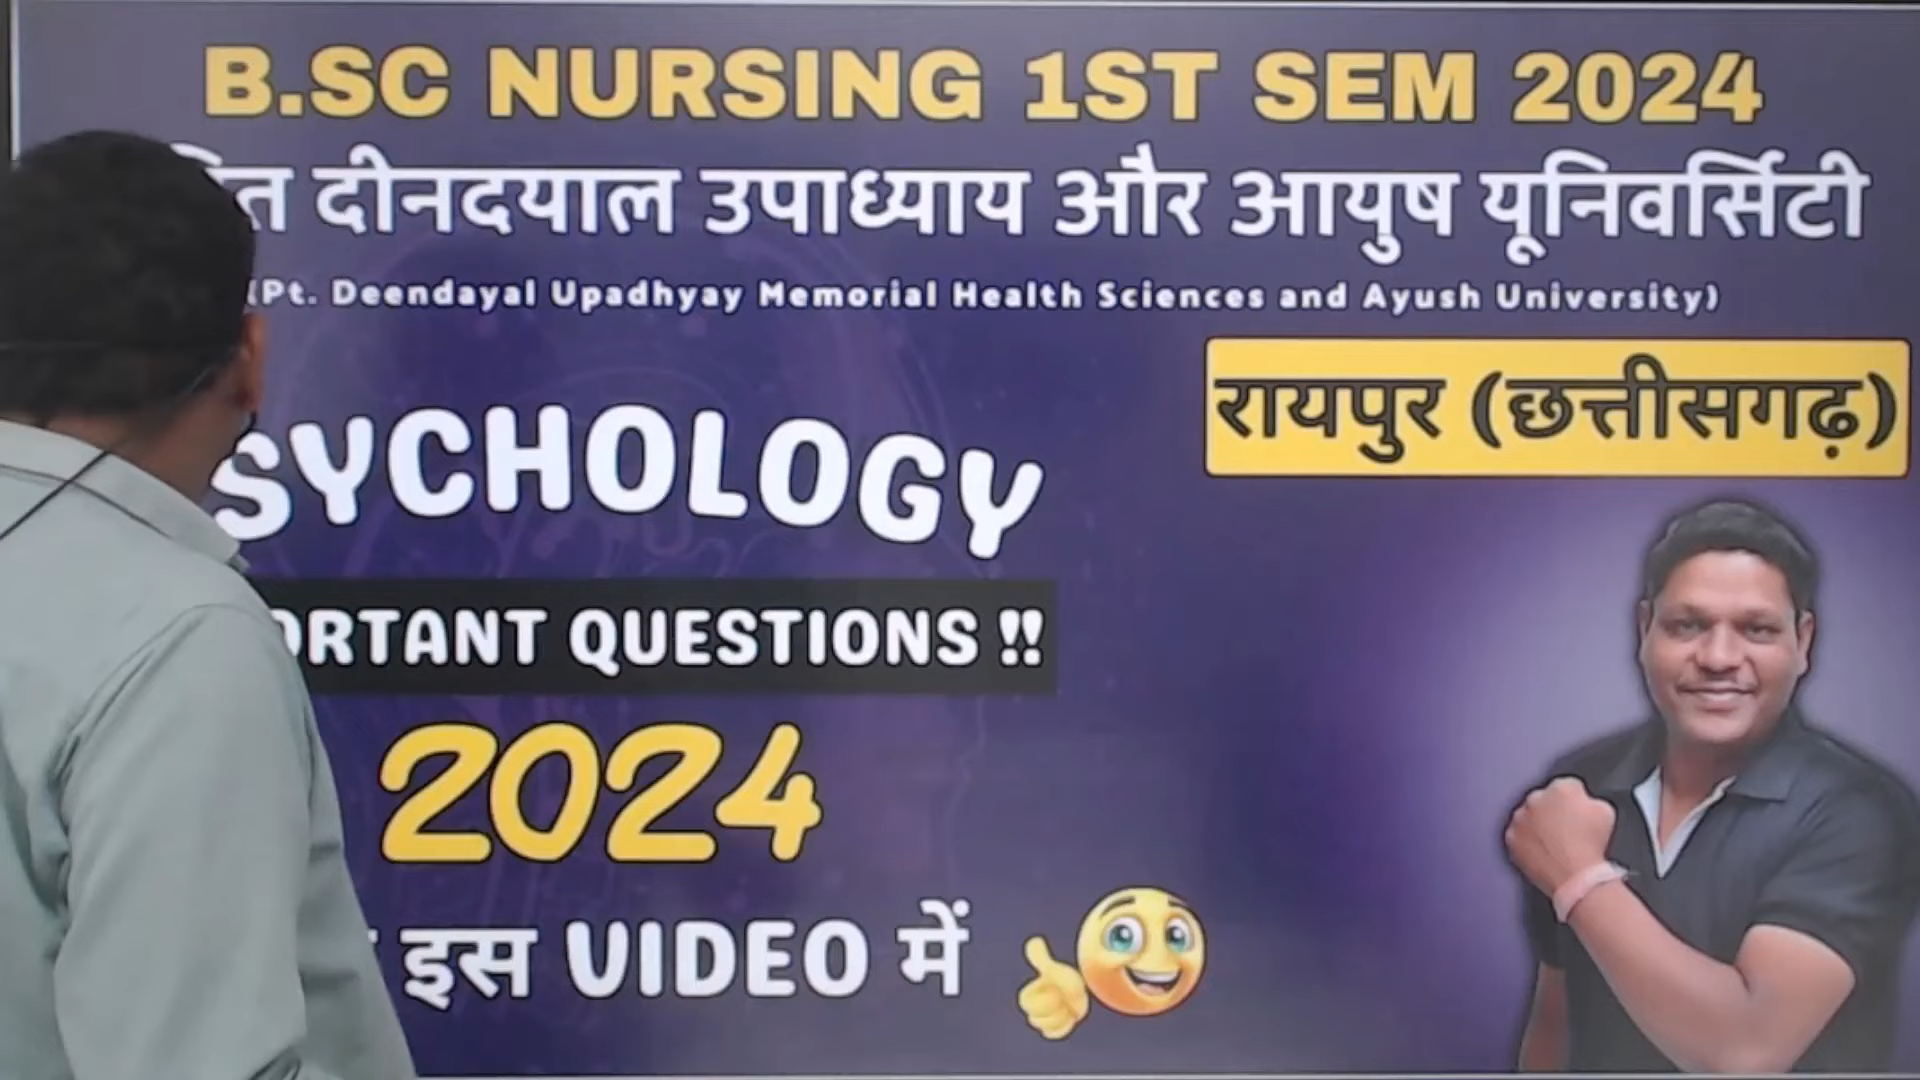 B.SC NURSING 1ST SEM 2024
दीनदयाल उपाध्याय और आयुष यूनिवर्सिटी
(Pt. Deendayal Upadhyay Memorial Health Sciences and Ayush University)
रायपुर (छत्तीसगढ़)
SYCHOLOGY
ORTANT QUESTIONS !!
2024
इस VIDEO में